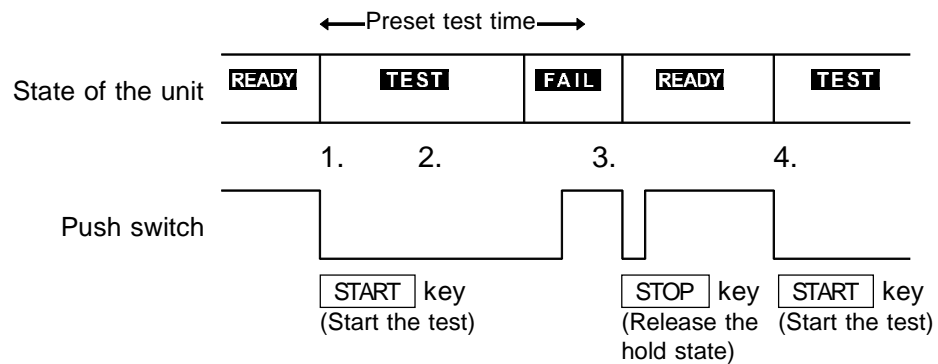 Preset test time
State of the unit READY TEST FAIL READY TEST
1. 2. 3. 4.
Push switch
START key STOP key START key
(Start the test) (Release the (Start the test)
hold state)